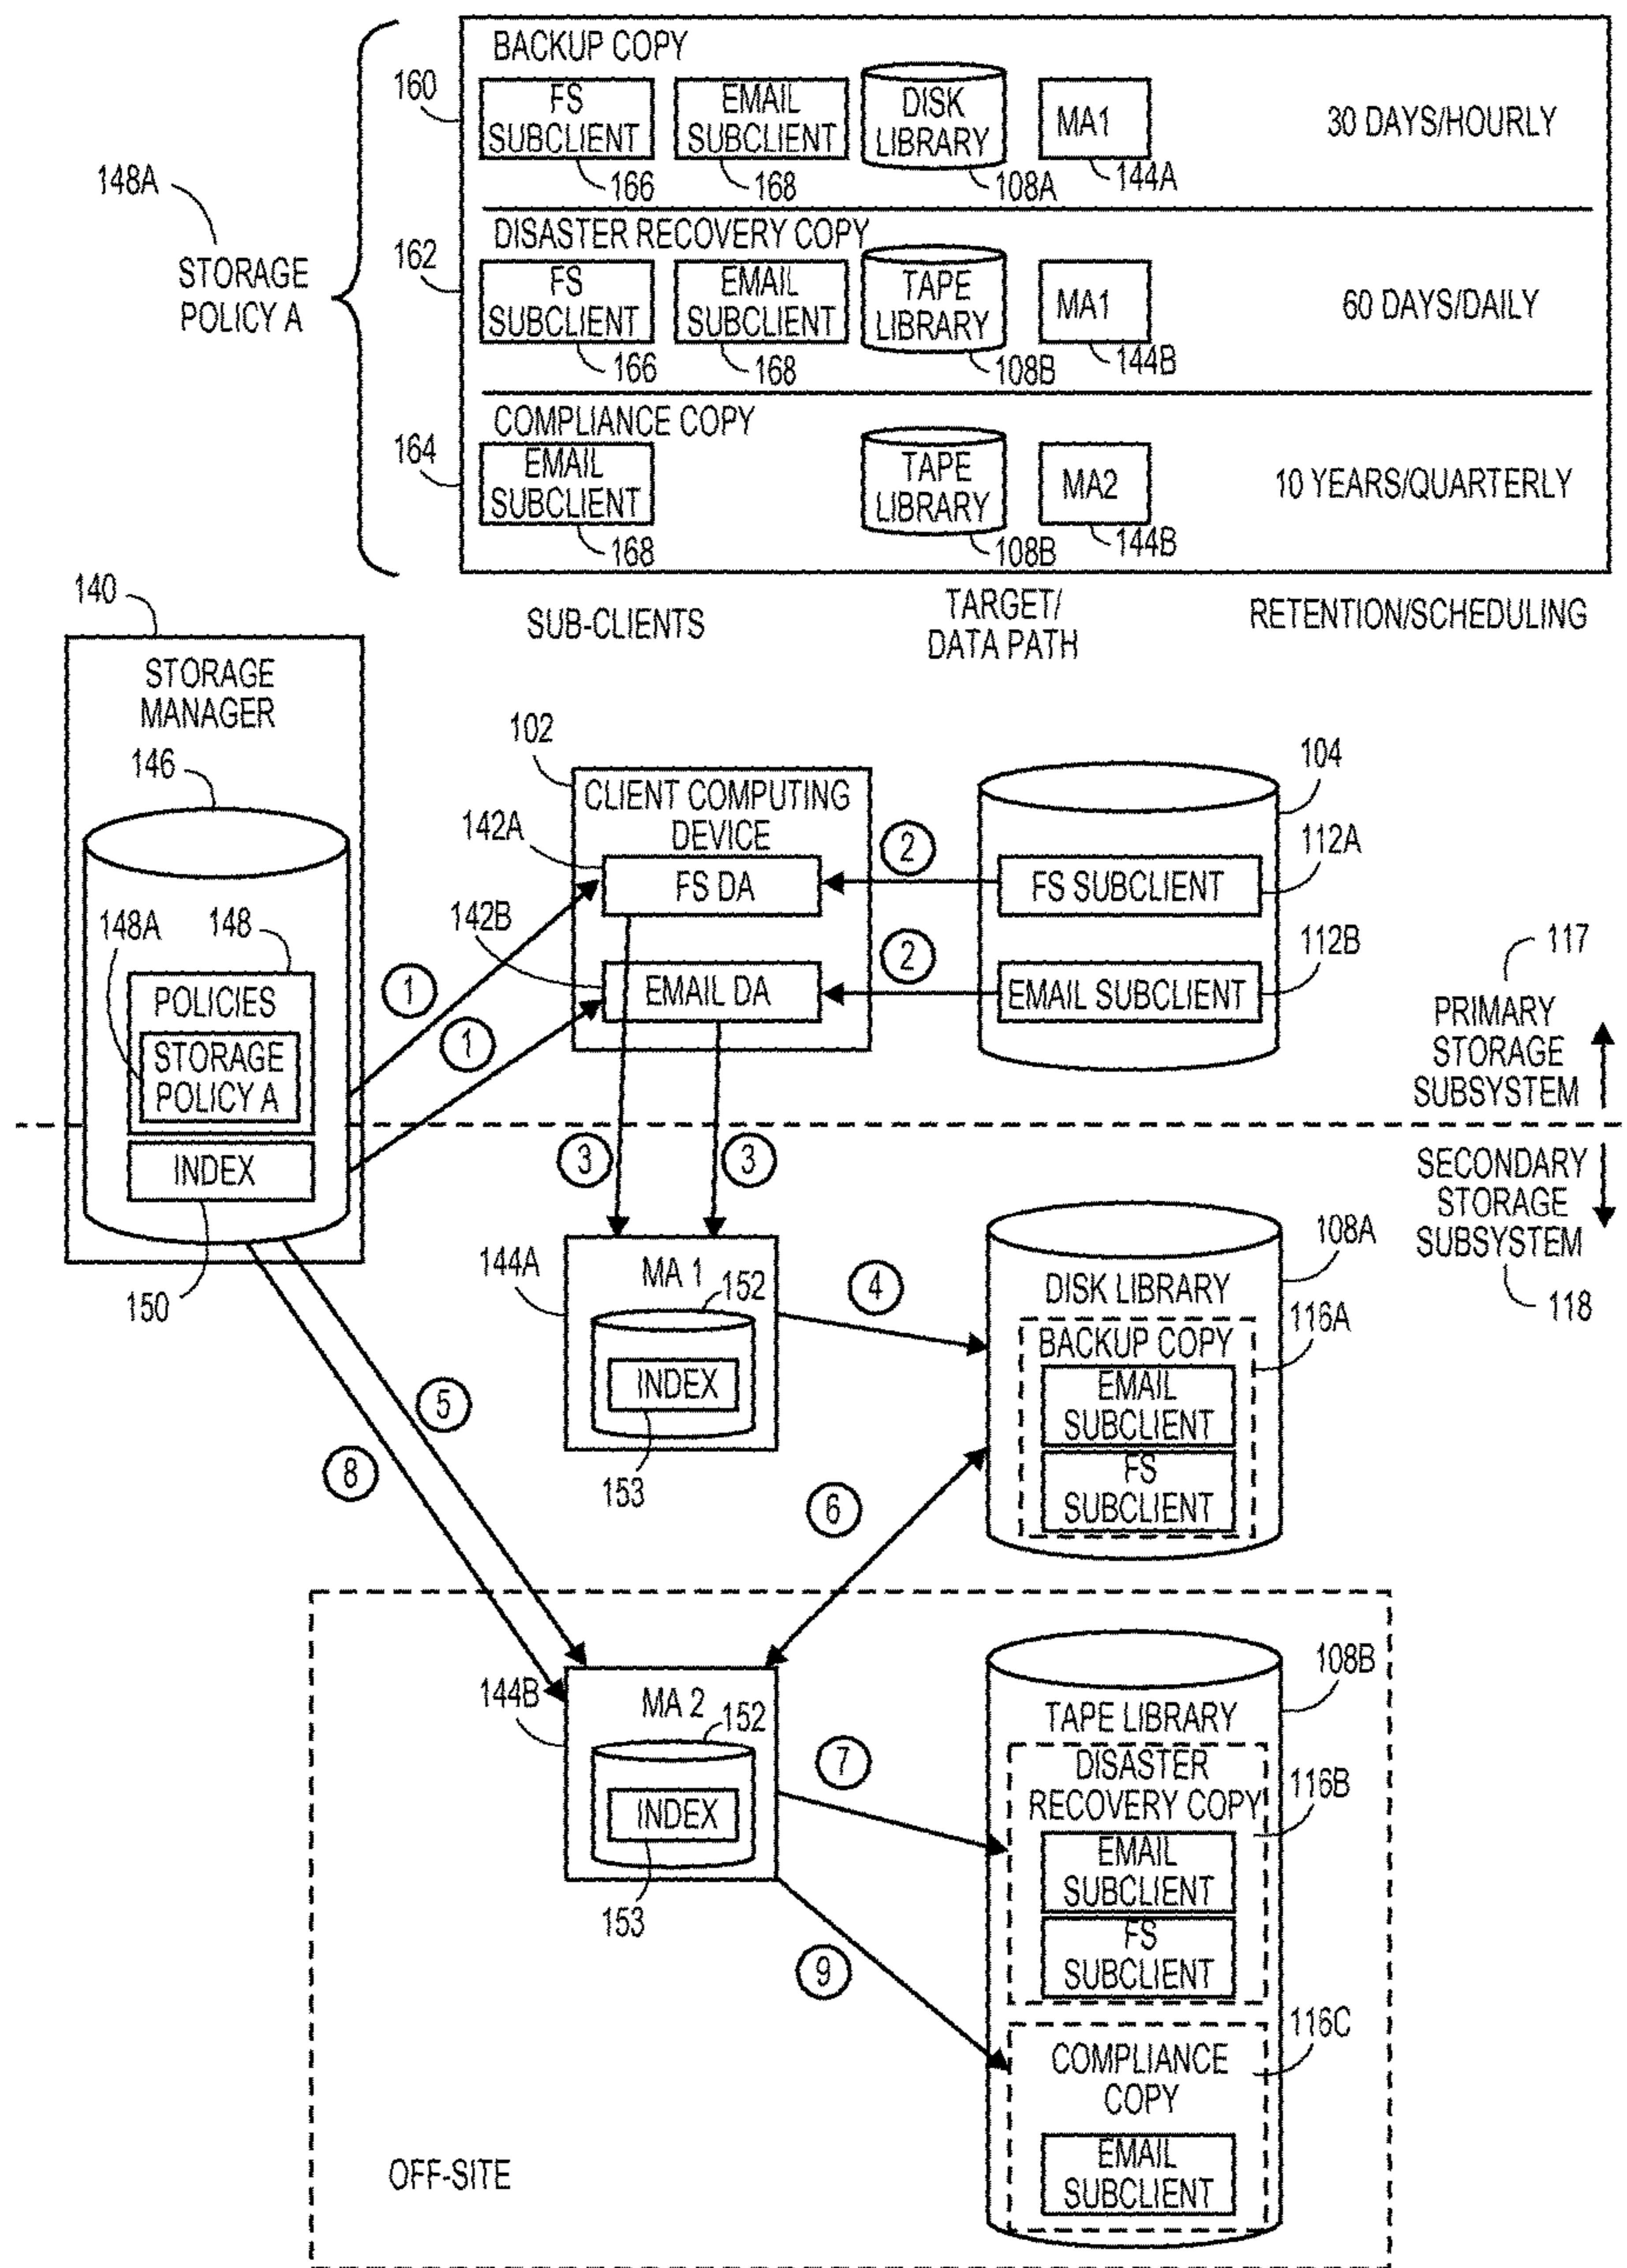 BACKUP COPY
160
FS
SUBCLIENT
166
EMAIL
SUBCLIENT
168
DISK
LIBRARY
108A
MA1
144A
30 DAYS/HOURLY
148A
STORAGE
POLICY A
DISASTER RECOVERY COPY
162
FS
SUBCLIENT
166
EMAIL
SUBCLIENT
168
TAPE
LIBRARY
108B
MA1
144B
60 DAYS/DAILY
COMPLIANCE COPY
164
EMAIL
SUBCLIENT
168
TAPE
LIBRARY
108B
MA2
144B
10 YEARS/QUARTERLY
SUB-CLIENTS
TARGET/
DATA PATH
RETENTION/SCHEDULING
140
STORAGE
MANAGER
146
148A
148
POLICIES
STORAGE
POLICY A
INDEX
150
1
1
102
CLIENT COMPUTING
DEVICE
142A
FS DA
142B
EMAIL DA
2
2
104
FS SUBCLIENT
112A
EMAIL SUBCLIENT
112B
117
PRIMARY
STORAGE
SUBSYSTEM
SECONDARY
STORAGE
SUBSYSTEM
118
3
3
144A
MA 1
152
INDEX
153
4
108A
DISK LIBRARY
116A
BACKUP COPY
EMAIL
SUBCLIENT
FS
SUBCLIENT
5
8
6
144B
MA 2
152
INDEX
153
7
9
108B
TAPE LIBRARY
DISASTER
RECOVERY COPY
116B
EMAIL
SUBCLIENT
FS
SUBCLIENT
116C
COMPLIANCE
COPY
EMAIL
SUBCLIENT
OFF-SITE